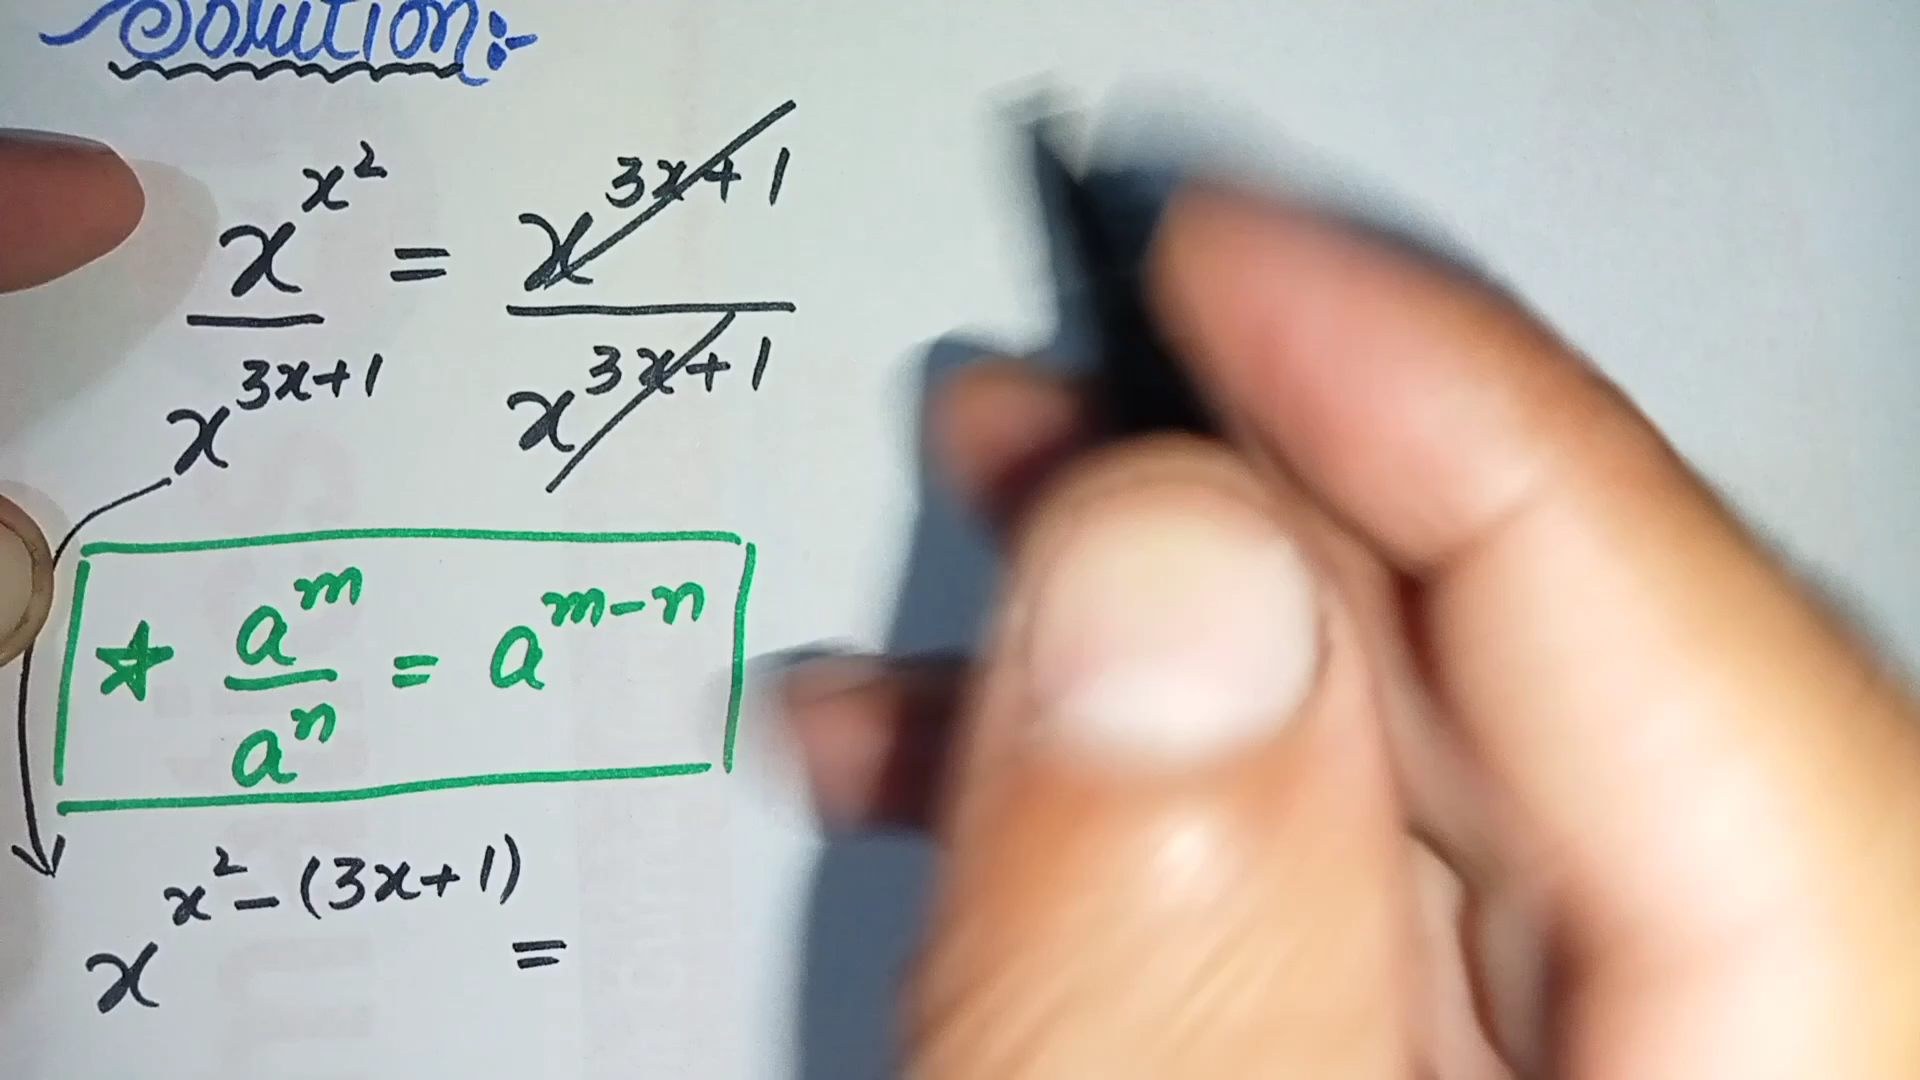 Solution:-
x^{x^2} / x^{3x+1} = x^{3x+1} / x^{3x+1}
☆ a^m / a^n = a^{m-n}
x^{x^2-(3x+1)} =